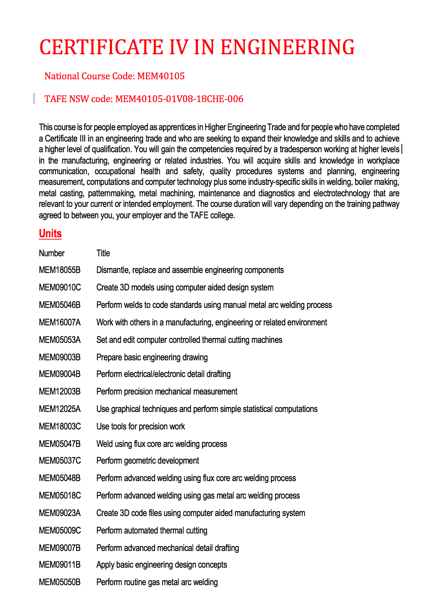 CERTIFICATE IV IN ENGINEERING
National Course Code: MEM40105
TAFE NSW code: MEM40105-01V08-18CHE-006
This course is for people employed as apprentices in Higher Engineering Trade and for people who have completed
a Certificate III in an engineering trade and who are seeking to expand their knowledge and skills and to achieve
a higher level of qualification. You will gain the competencies required by a tradesperson working at higher levels
in the manufacturing, engineering or related industries. You will acquire skills and knowledge in workplace
communication, occupational health and safety, quality procedures systems and planning, engineering
measurement, computations and computer technology plus some industry-specific skills in welding, boiler making,
metal casting, patternmaking, metal machining, maintenance and diagnostics and electrotechnology that are
relevant to your current or intended employment. The course duration will vary depending on the training pathway
agreed to between you, your employer and the TAFE college.
Units
Number Title
MEM18055B Dismantle, replace and assemble engineering components
MEM09010C Create 3D models using computer aided design system
MEM05046B Perform welds to code standards using manual metal arc welding process
MEM16007A Work with others in a manufacturing, engineering or related environment
MEM05053A Set and edit computer controlled thermal cutting machines
MEM09003B Prepare basic engineering drawing
MEM09004B Perform electrical/electronic detail drafting
MEM12003B Perform precision mechanical measurement
MEM12025A Use graphical techniques and perform simple statistical computations
MEM18003C Use tools for precision work
MEM05047B Weld using flux core arc welding process
MEM05037C Perform geometric development
MEM05048B Perform advanced welding using flux core arc welding process
MEM05018C Perform advanced welding using gas metal arc welding process
MEM09023A Create 3D code files using computer aided manufacturing system
MEM05009C Perform automated thermal cutting
MEM09007B Perform advanced mechanical detail drafting
MEM09011B Apply basic engineering design concepts
MEM05050B Perform routine gas metal arc welding